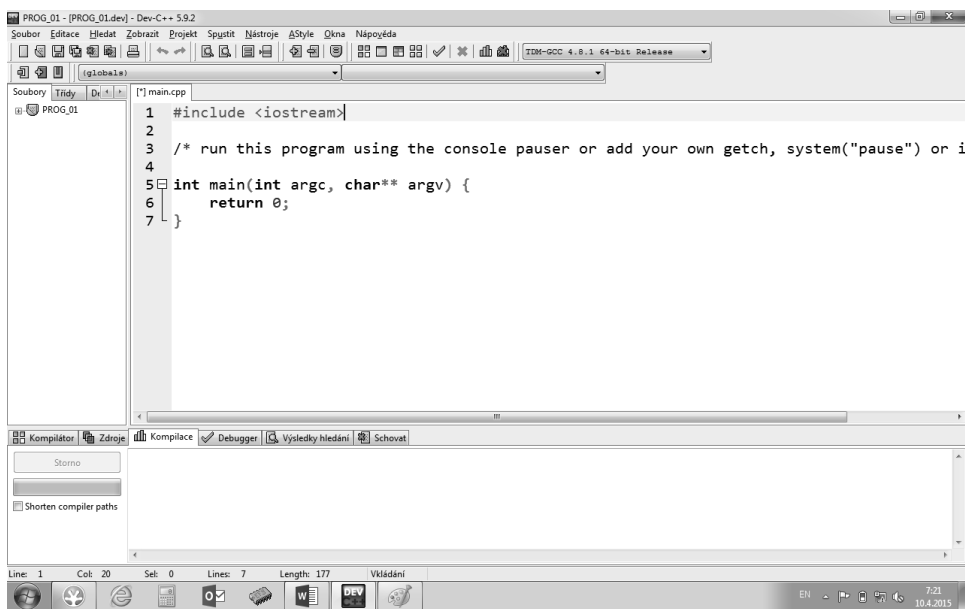 PROG_01 - [PROG_01.dev] - Dev-C++ 5.9.2
Soubor Editace Hledat Zobrazit Projekt Spustit Nástroje AStyle Okna Nápověda
TDM-GCC 4.8.1 64-bit Release
(globals)
Soubory Třídy
[*] main.cpp
PROG_01
1 #include <iostream>
2
3 /* run this program using the console pauser or add your own getch, system("pause") or i
4
5 int main(int argc, char** argv) {
6 return 0;
7 }
Kompilátor Zdroje Kompilace Debugger Výsledky hledání Schovat
Storno
Shorten compiler paths
Line: 1 Col: 20 Sel: 0 Lines: 7 Length: 177 Vkládání
DEV
EN 7:21
10.4.2015